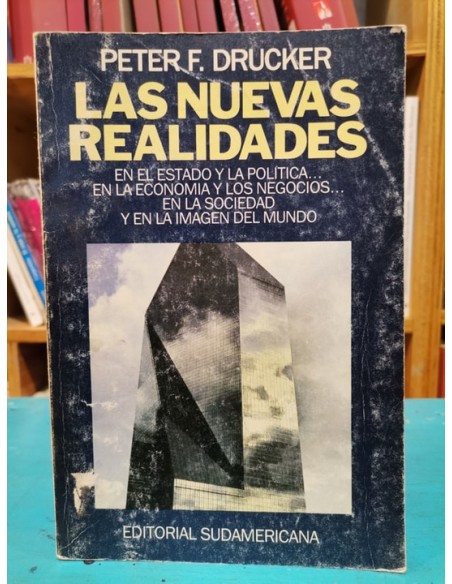 PETER F. DRUCKER
LAS NUEVAS
REALIDADES
EN EL ESTADO Y LA POLITICA...
EN LA ECONOMIA Y LOS NEGOCIOS...
EN LA SOCIEDAD
Y EN LA IMAGEN DEL MUNDO
EDITORIAL SUDAMERICANA